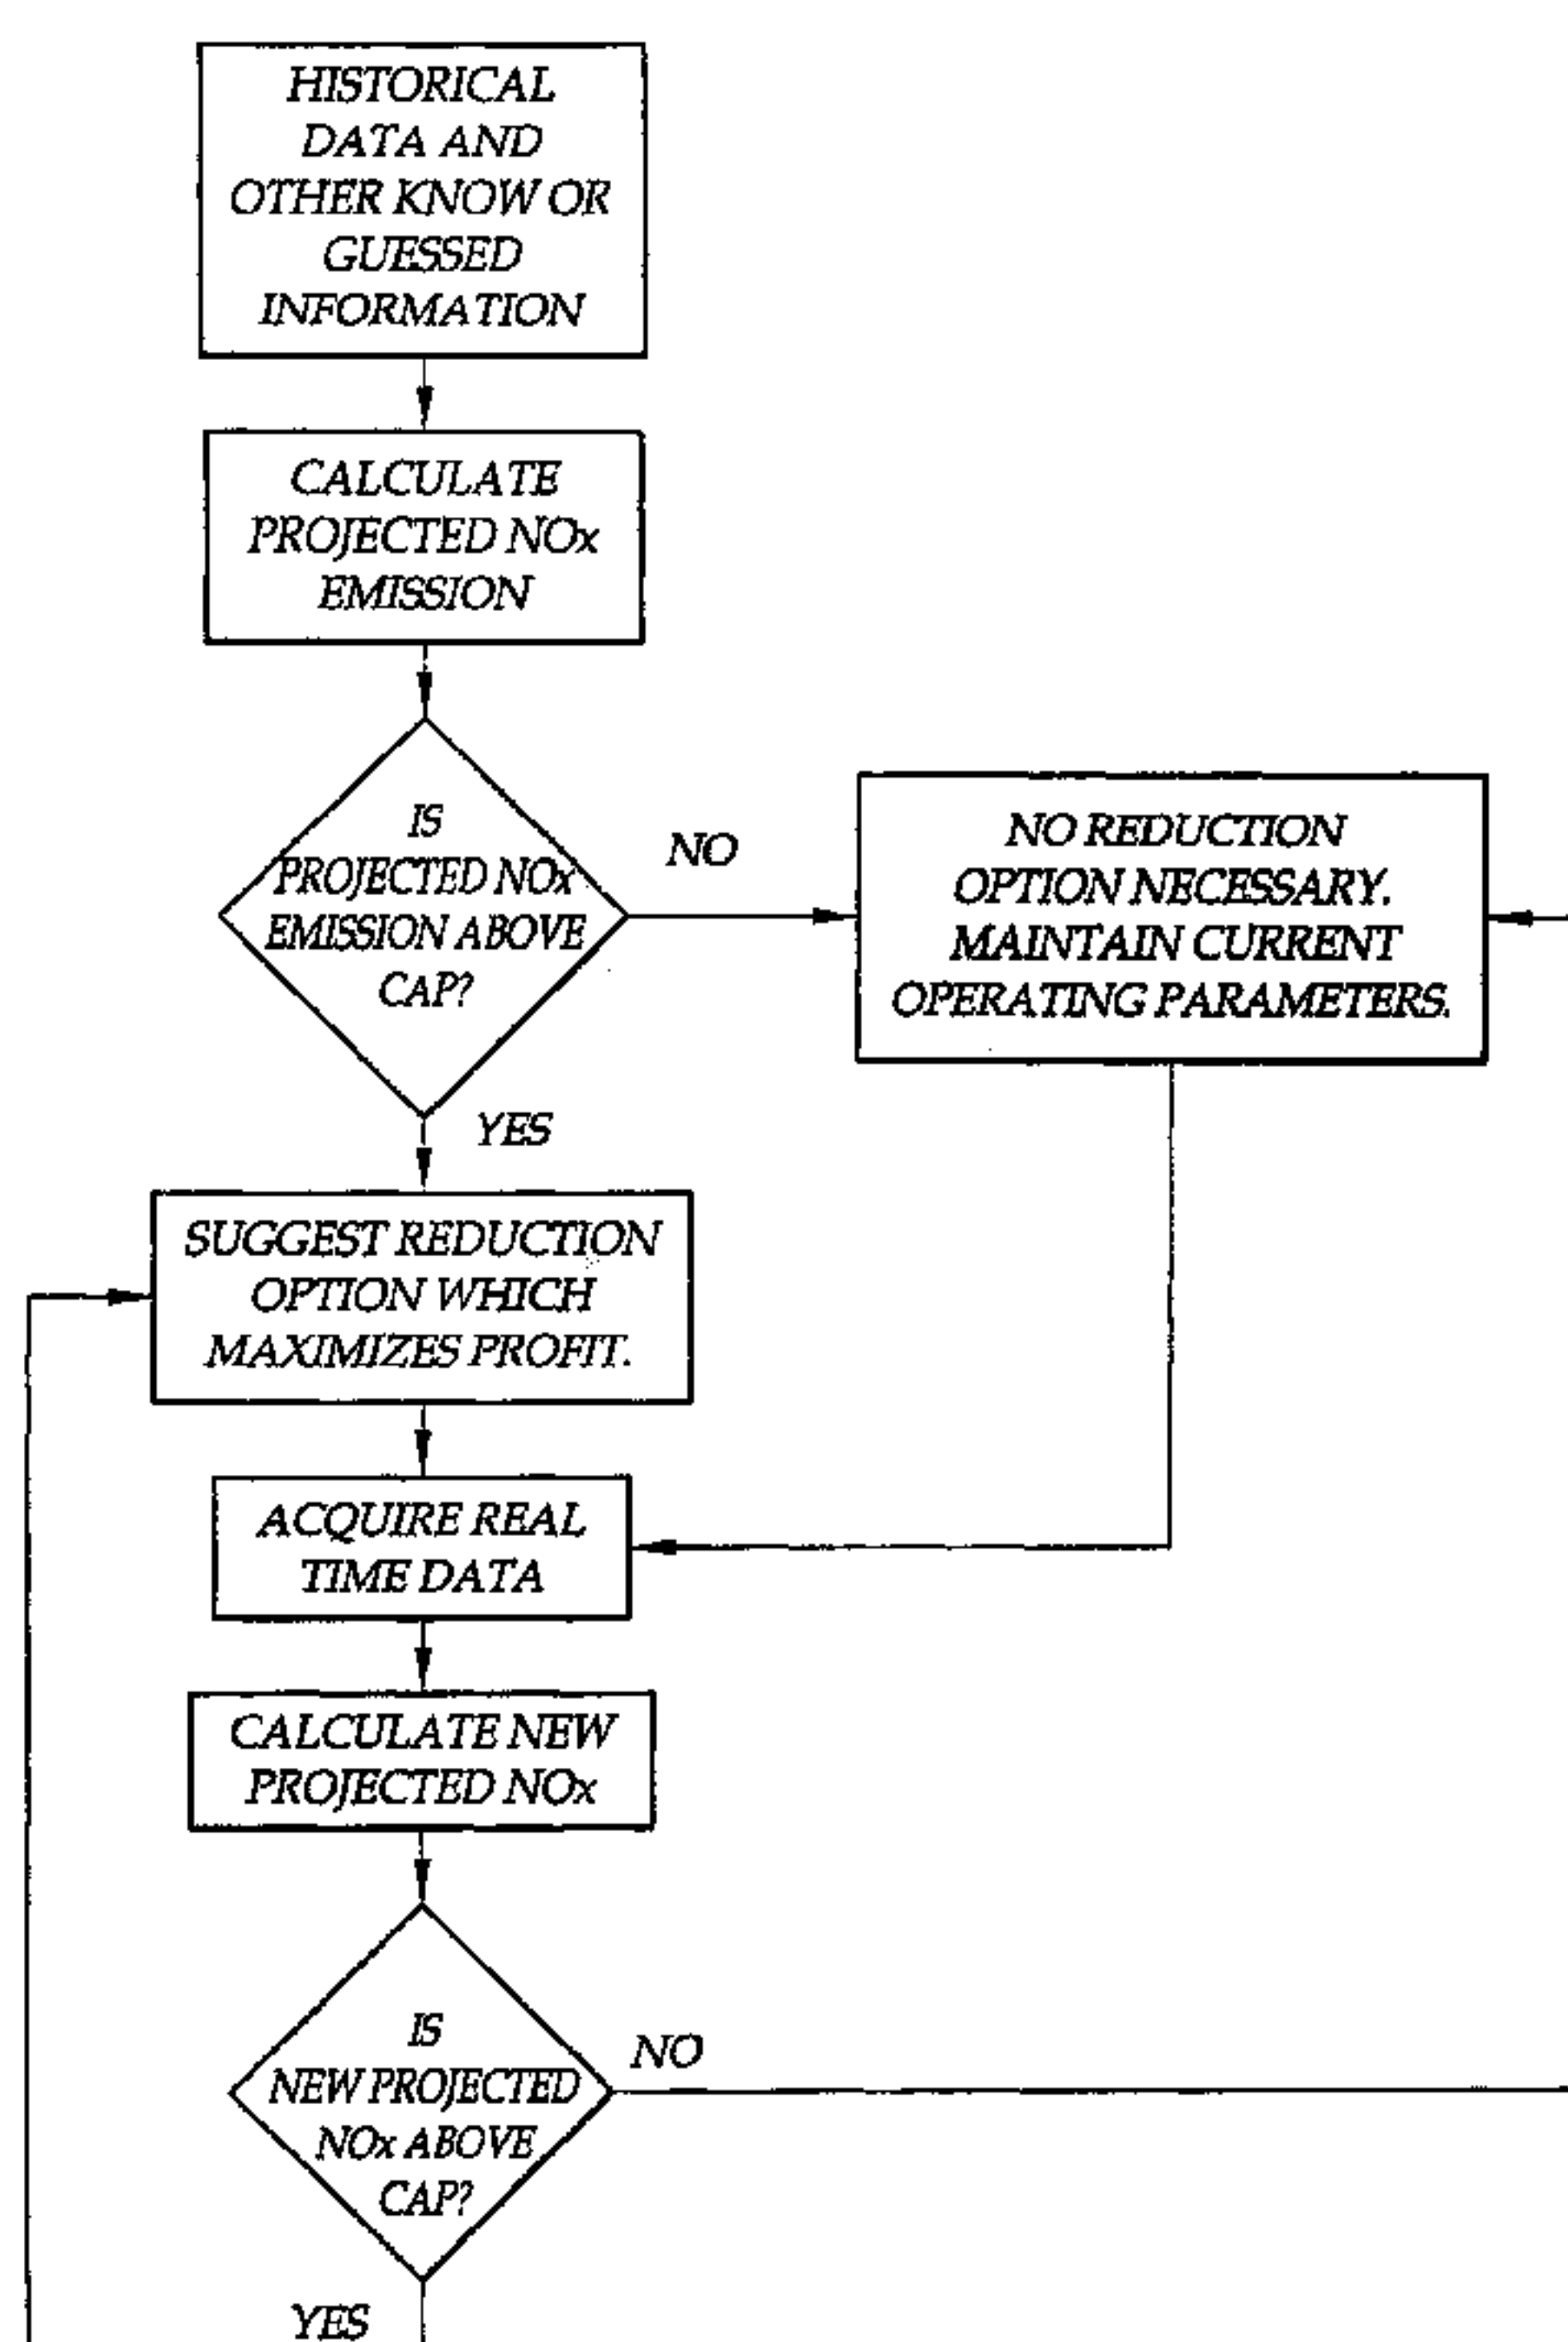 HISTORICAL
DATA AND
OTHER KNOW OR
GUESSED
INFORMATION
CALCULATE
PROJECTED NOx
EMISSION
IS
PROJECTED NOx
EMISSION ABOVE
CAP?
NO
NO REDUCTION
OPTION NECESSARY.
MAINTAIN CURRENT
OPERATING PARAMETERS.
YES
SUGGEST REDUCTION
OPTION WHICH
MAXIMIZES PROFIT.
ACQUIRE REAL
TIME DATA
CALCULATE NEW
PROJECTED NOx
IS
NEW PROJECTED
NOx ABOVE
CAP?
NO
YES